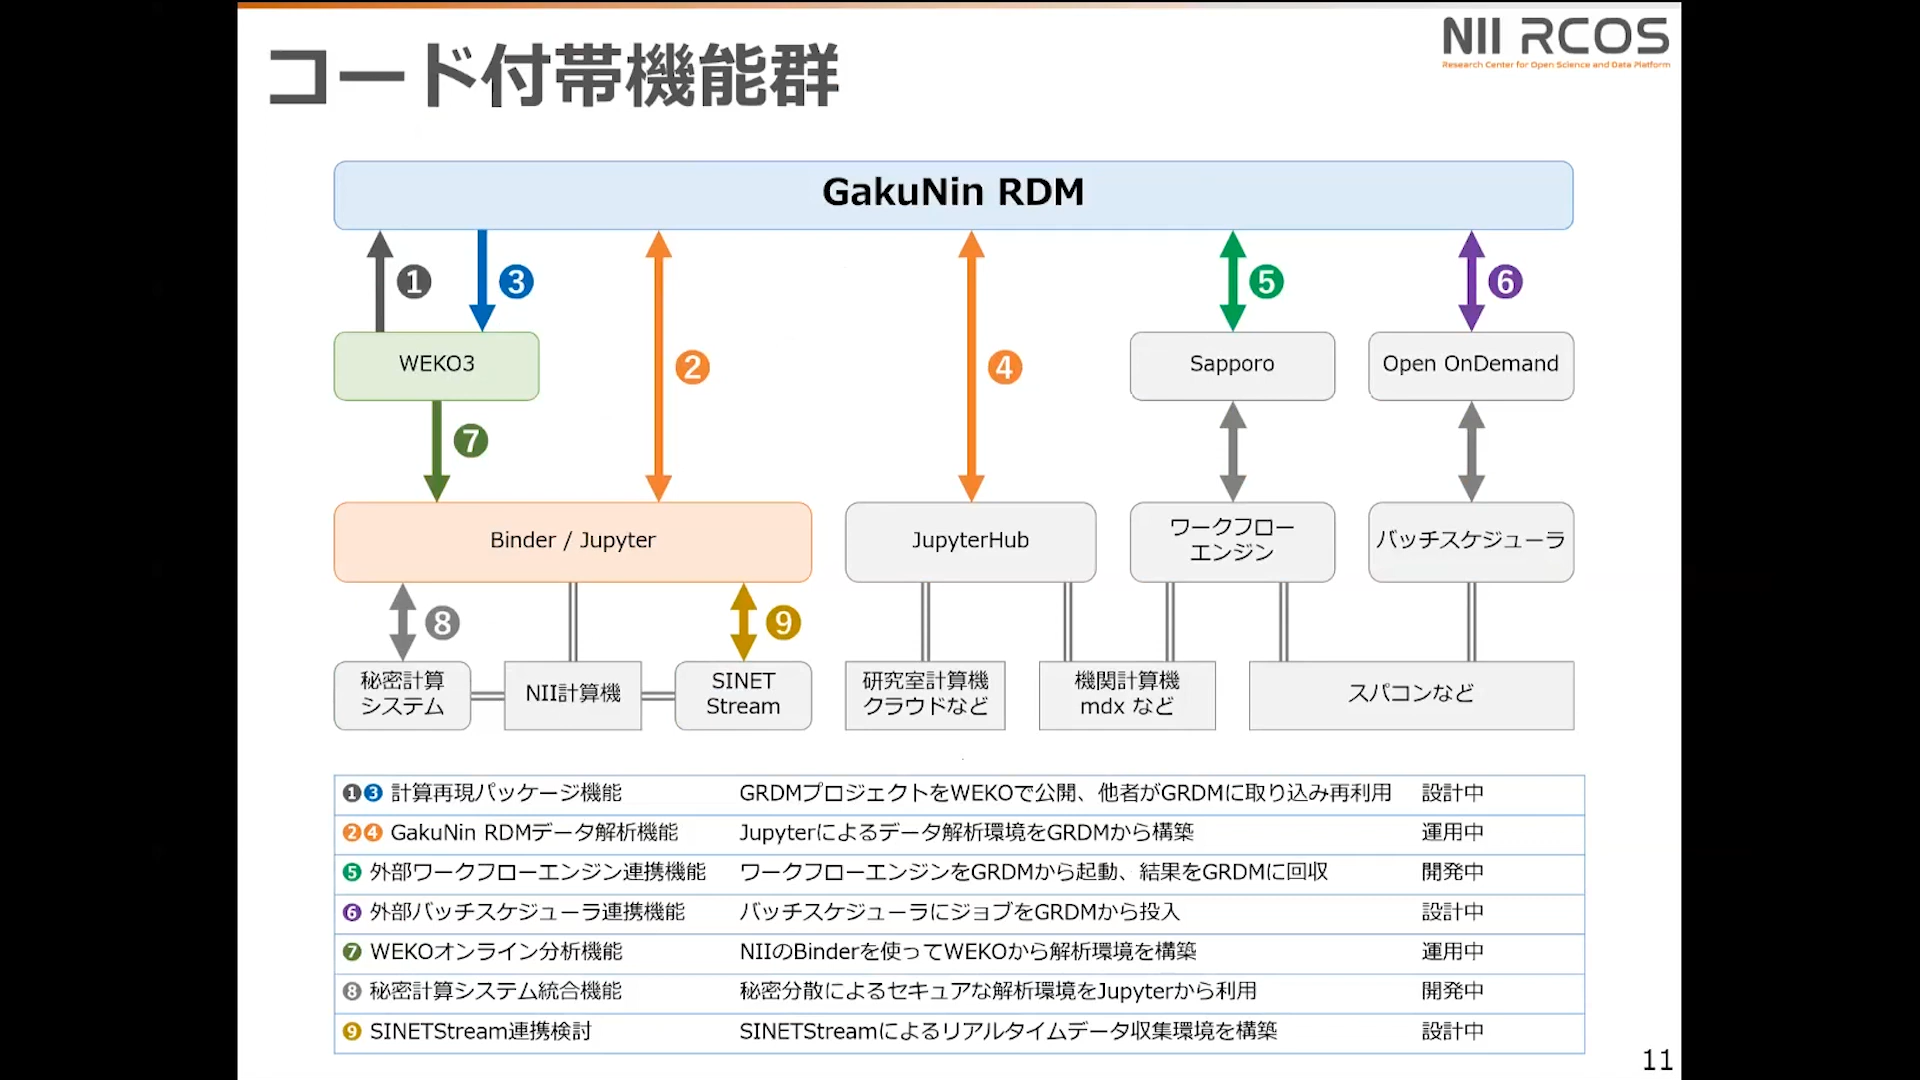 コード付帯機能群
NII RCOS
Research Center for Open Science and Data Platform
GakuNin RDM
❶
❸
❷
❹
❺
❻
WEKO3
Sapporo
Open OnDemand
❼
Binder / Jupyter
JupyterHub
ワークフロー
エンジン
バッチスケジューラ
❽
❾
秘密計算
システム
NII計算機
SINET
Stream
研究室計算機
クラウドなど
機関計算機
mdx など
スパコンなど
❶❸ 計算再現パッケージ機能 GRDMプロジェクトをWEKOで公開、他者がGRDMに取り込み再利用 設計中
❷❹ GakuNin RDMデータ解析機能 Jupyterによるデータ解析環境をGRDMから構築 運用中
❺ 外部ワークフローエンジン連携機能 ワークフローエンジンをGRDMから起動、結果をGRDMに回収 開発中
❻ 外部バッチスケジューラ連携機能 バッチスケジューラにジョブをGRDMから投入 設計中
❼ WEKOオンライン分析機能 NIIのBinderを使ってWEKOから解析環境を構築 運用中
❽ 秘密計算システム統合機能 秘密分散によるセキュアな解析環境をJupyterから利用 開発中
❾ SINETStream連携検討 SINETStreamによるリアルタイムデータ収集環境を構築 設計中
11